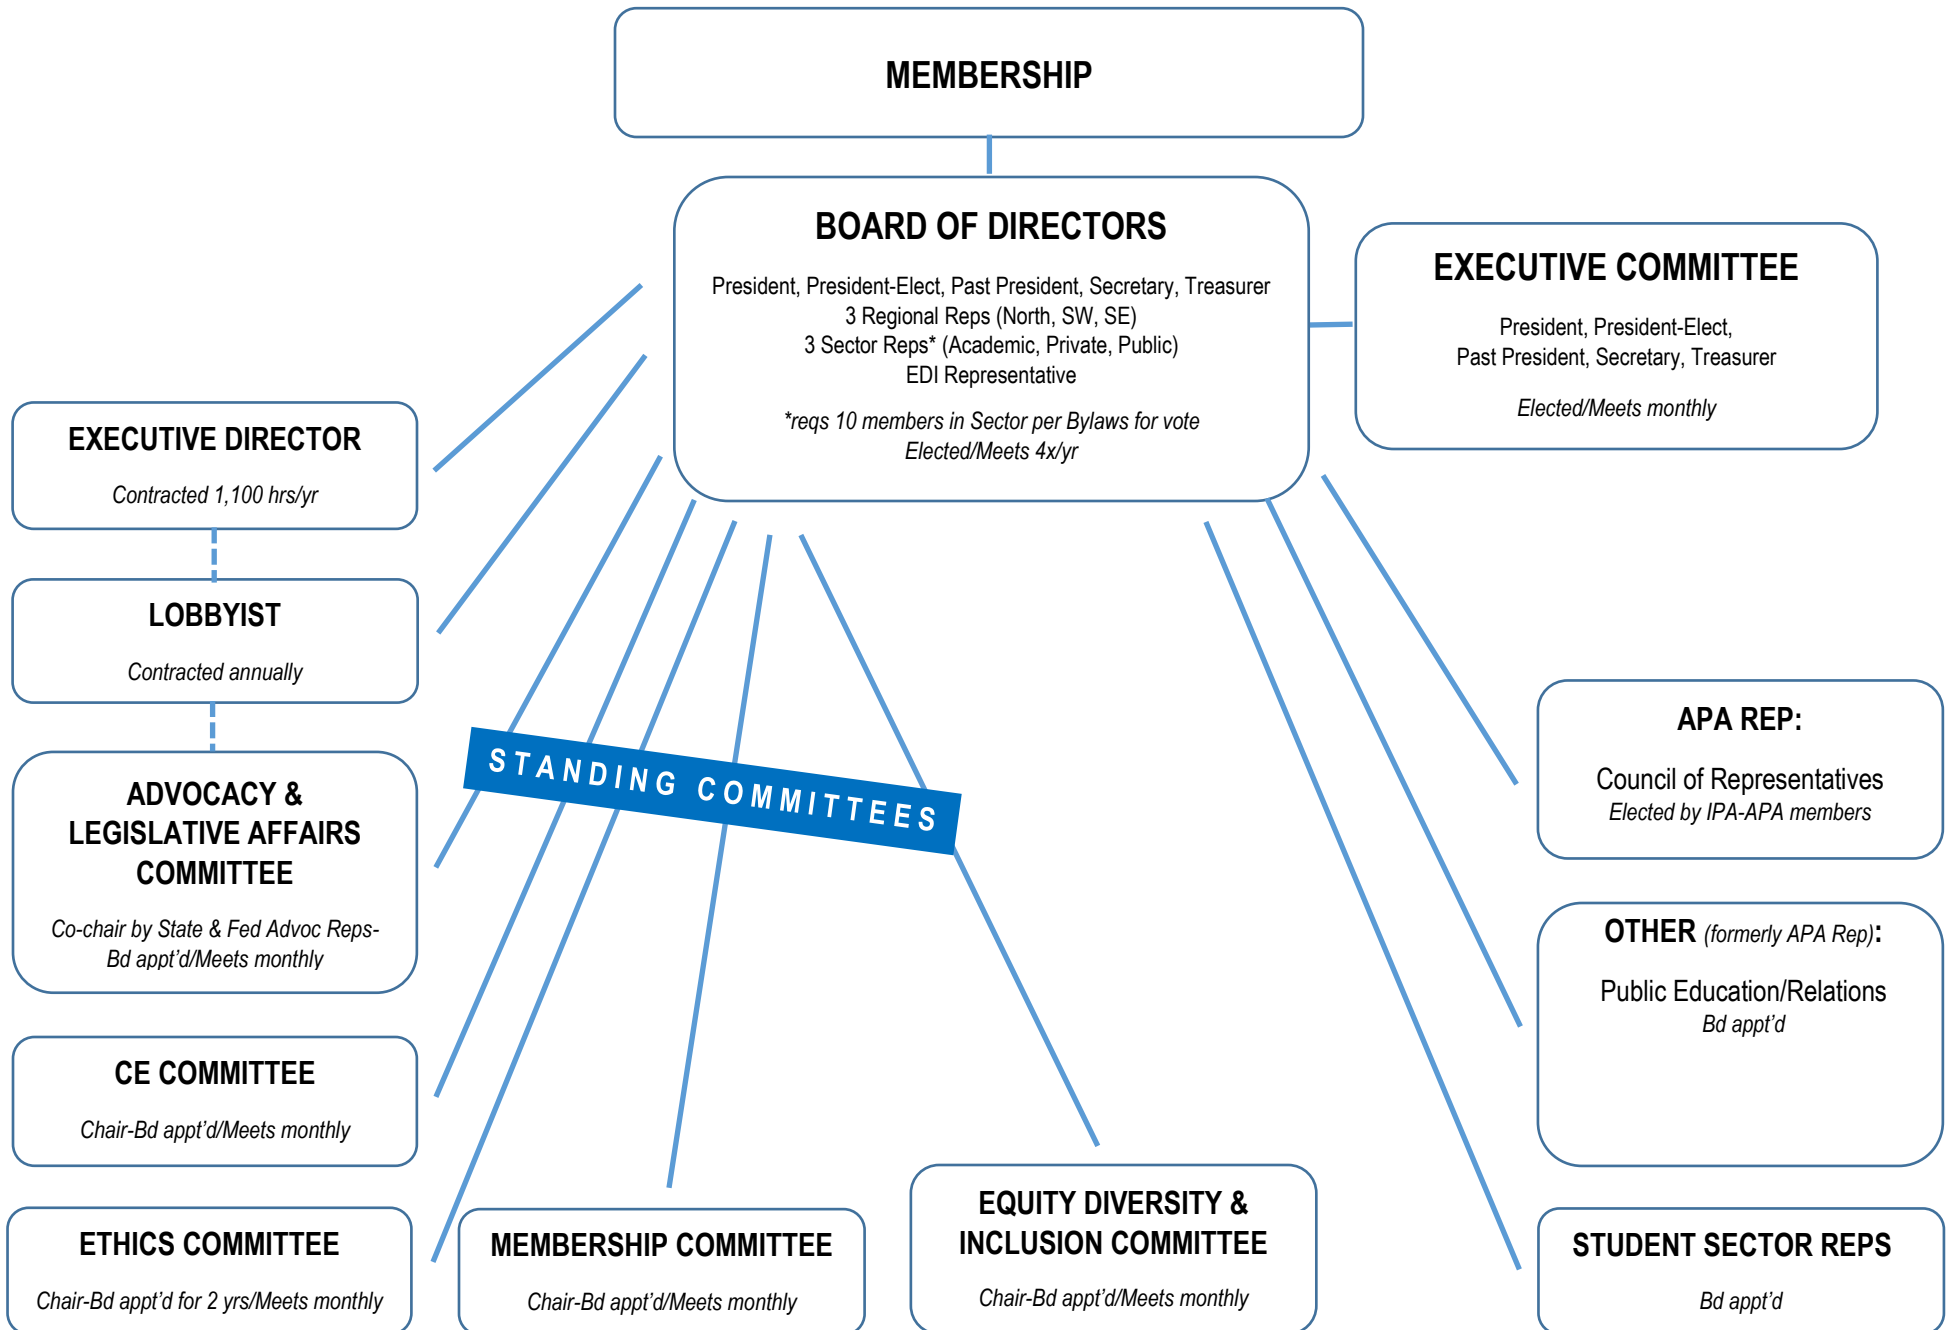 MEMBERSHIP
BOARD OF DIRECTORS
President, President-Elect, Past President, Secretary, Treasurer
3 Regional Reps (North, SW, SE)
3 Sector Reps* (Academic, Private, Public)
EDI Representative
*reqs 10 members in Sector per Bylaws for vote
Elected/Meets 4x/yr
EXECUTIVE COMMITTEE
President, President-Elect,
Past President, Secretary, Treasurer
Elected/Meets monthly
EXECUTIVE DIRECTOR
Contracted 1,100 hrs/yr
LOBBYIST
Contracted annually
ADVOCACY &
LEGISLATIVE AFFAIRS
COMMITTEE
Co-chair by State & Fed Advoc Reps-
Bd appt’d/Meets monthly
STANDING COMMITTEES
APA REP:
Council of Representatives
Elected by IPA-APA members
OTHER (formerly APA Rep):
Public Education/Relations
Bd appt’d
CE COMMITTEE
Chair-Bd appt’d/Meets monthly
ETHICS COMMITTEE
Chair-Bd appt’d for 2 yrs/Meets monthly
MEMBERSHIP COMMITTEE
Chair-Bd appt’d/Meets monthly
EQUITY DIVERSITY &
INCLUSION COMMITTEE
Chair-Bd appt’d/Meets monthly
STUDENT SECTOR REPS
Bd appt’d